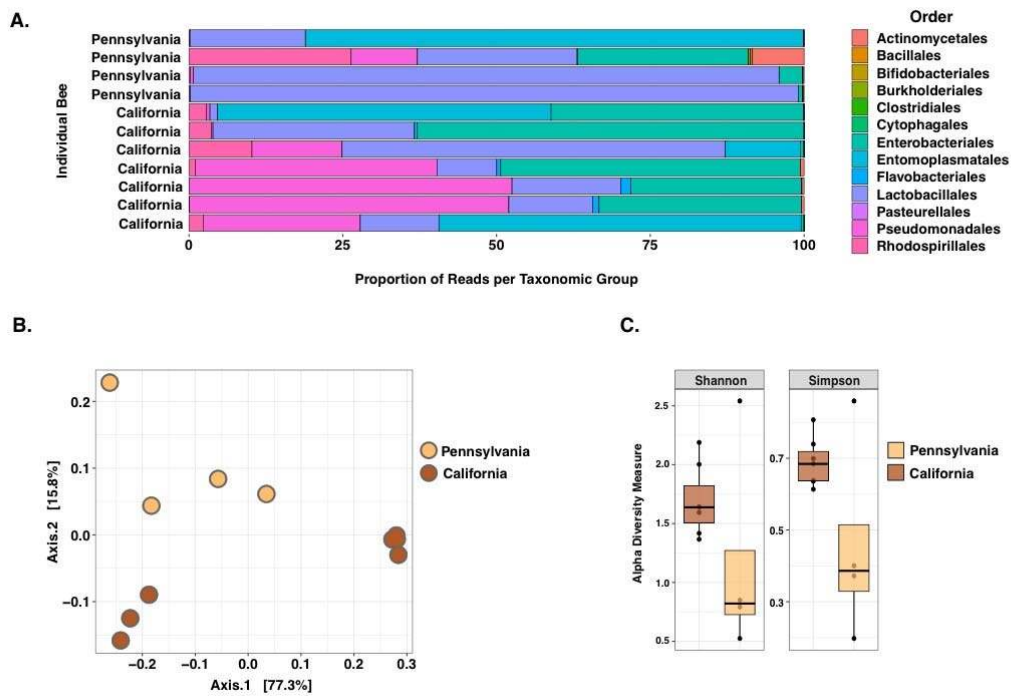 A.
Individual Bee
Pennsylvania
Pennsylvania
Pennsylvania
Pennsylvania
California
California
California
California
California
California
California
0 25 50 75 100
Proportion of Reads per Taxonomic Group
Order
Actinomycetales
Bacillales
Bifidobacteriales
Burkholderiales
Clostridiales
Cytophagales
Enterobacteriales
Entomoplasmatales
Flavobacteriales
Lactobacillales
Pasteurellales
Pseudomonadales
Rhodospirillales
B.
Axis.2 [15.8%]
0.2
0.1
0.0
−0.1
−0.2 −0.1 0.0 0.1 0.2 0.3
Axis.1 [77.3%]
Pennsylvania
California
C.
Shannon Simpson
Alpha Diversity Measure
2.5
2.0
1.5
1.0
0.5
0.7
0.5
0.3
Pennsylvania
California